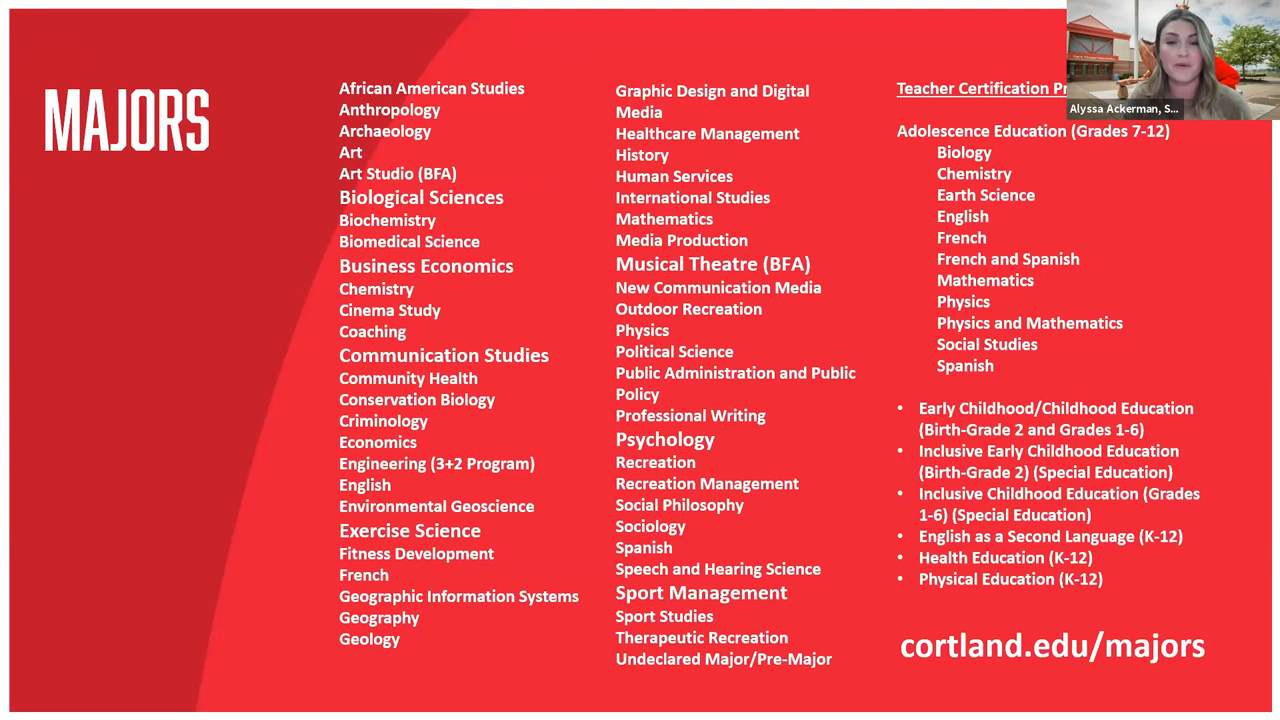 MAJORS
African American Studies
Anthropology
Archaeology
Art
Art Studio (BFA)
Biological Sciences
Biochemistry
Biomedical Science
Business Economics
Chemistry
Cinema Study
Coaching
Communication Studies
Community Health
Conservation Biology
Criminology
Economics
Engineering (3+2 Program)
English
Environmental Geoscience
Exercise Science
Fitness Development
French
Geographic Information Systems
Geography
Geology
Graphic Design and Digital
Media
Healthcare Management
History
Human Services
International Studies
Mathematics
Media Production
Musical Theatre (BFA)
New Communication Media
Outdoor Recreation
Physics
Political Science
Public Administration and Public
Policy
Professional Writing
Psychology
Recreation
Recreation Management
Social Philosophy
Sociology
Spanish
Speech and Hearing Science
Sport Management
Sport Studies
Therapeutic Recreation
Undeclared Major/Pre-Major
Teacher Certification Pr
Adolescence Education (Grades 7-12)
Biology
Chemistry
Earth Science
English
French
French and Spanish
Mathematics
Physics
Physics and Mathematics
Social Studies
Spanish
• Early Childhood/Childhood Education
(Birth-Grade 2 and Grades 1-6)
• Inclusive Early Childhood Education
(Birth-Grade 2) (Special Education)
• Inclusive Childhood Education (Grades
1-6) (Special Education)
• English as a Second Language (K-12)
• Health Education (K-12)
• Physical Education (K-12)
cortland.edu/majors
Alyssa Ackerman, S...